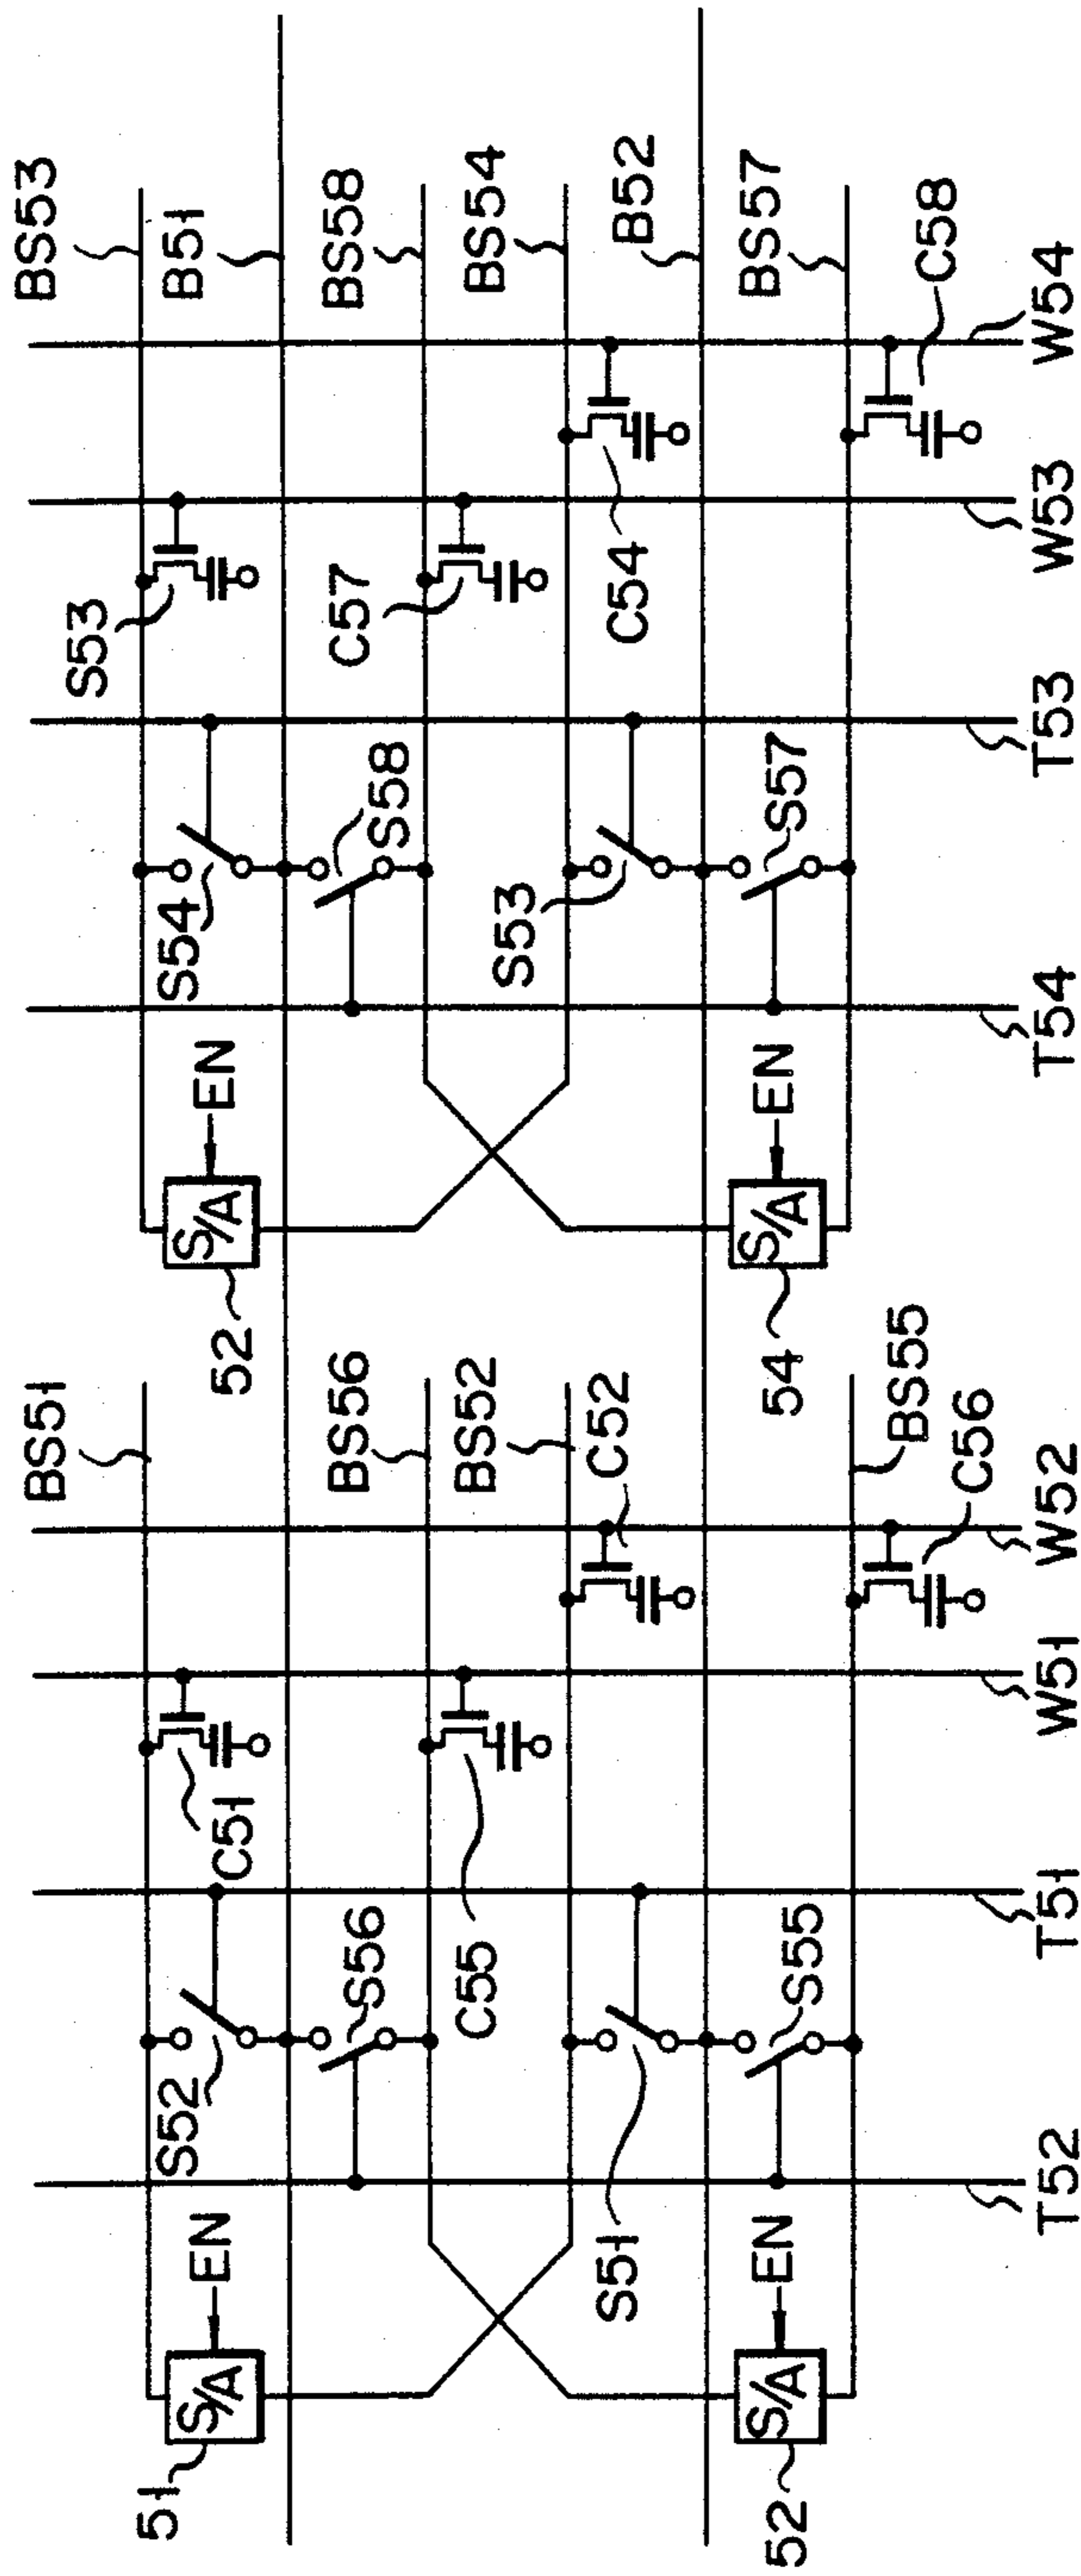 BS51
BS53
S53
51
S52
52
S54
B51
S/A
EN
C51
S/A
EN
BS56
C57
BS58
S56
S58
C55
BS52
S53
BS54
S51
C52
C54
B52
52
S/A
EN
S55
54
S/A
EN
S57
BS57
BS55
C58
C56
T52
T51
W51
W52
T54
T53
W53
W54